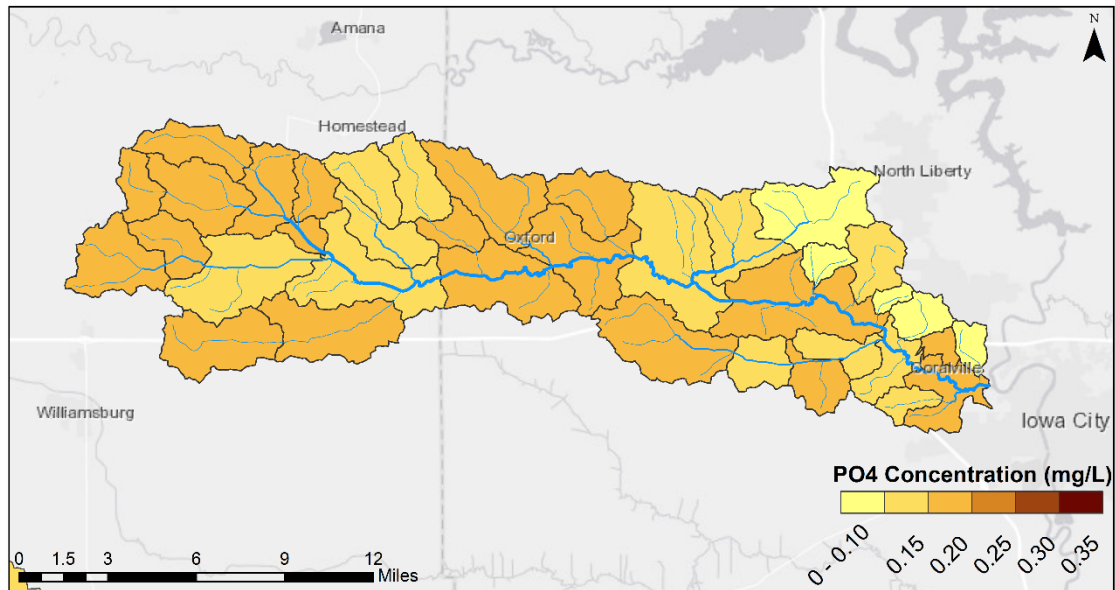 N
Amana
Homestead
North Liberty
Oxford
Coralville
Williamsburg
Iowa City
PO4 Concentration (mg/L)
0 - 0.10
0.15
0.20
0.25
0.30
0.35
0 1.5 3 6 9 12
Miles